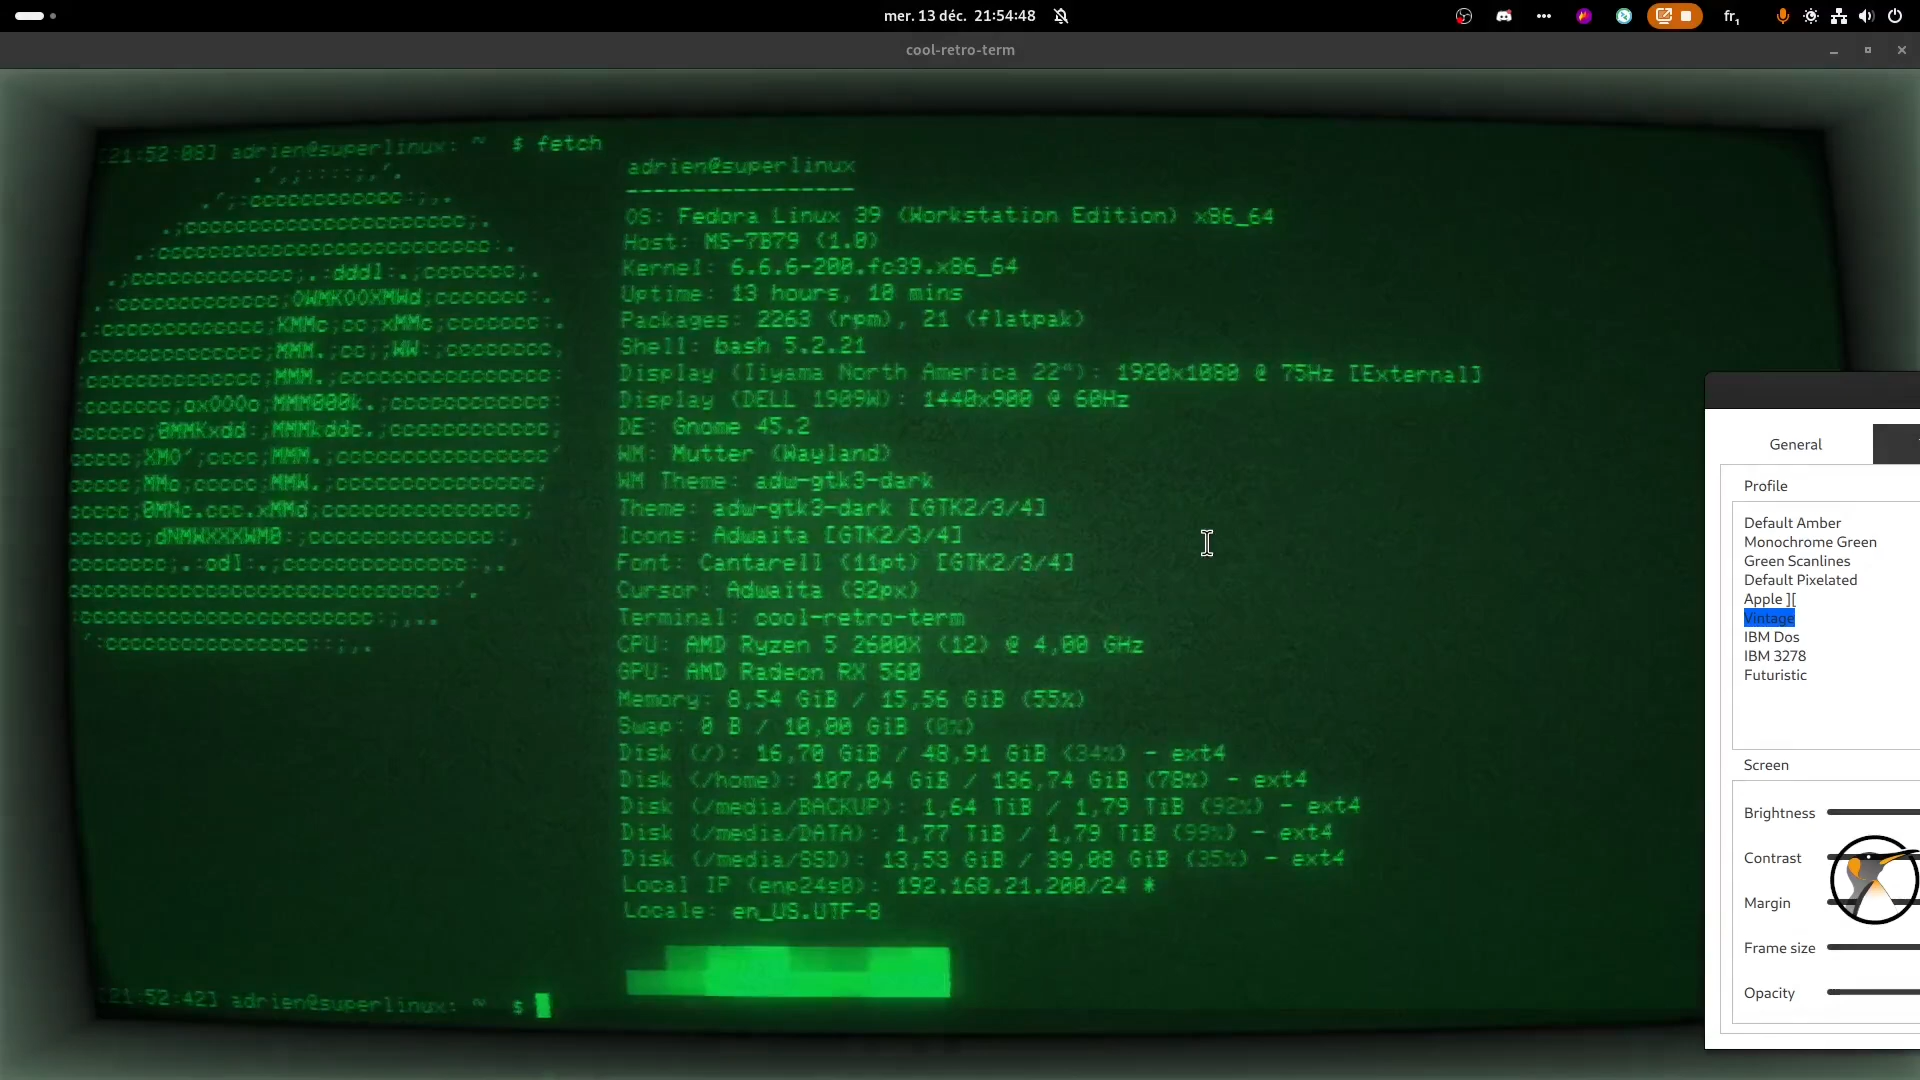 mer. 13 déc. 21:54:48
fr₁
cool-retro-term
[21:52:08] adrien@superlinux: ~ $ fetch
adrien@superlinux
-----------------
OS: Fedora Linux 39 (Workstation Edition) x86_64
Host: MS-7B79 (1.0)
Kernel: 6.6.6-200.fc39.x86_64
Uptime: 13 hours, 10 mins
Packages: 2263 (rpm), 21 (flatpak)
Shell: bash 5.2.21
Display (Iiyama North America 22"): 1920x1080 @ 75Hz [External]
Display (DELL 1909W): 1440x900 @ 60Hz
DE: Gnome 45.2
WM: Mutter (Wayland)
WM Theme: adw-gtk3-dark
Theme: adw-gtk3-dark [GTK2/3/4]
Icons: Adwaita [GTK2/3/4]
Font: Cantarell (11pt) [GTK2/3/4]
Cursor: Adwaita (32px)
Terminal: cool-retro-term
CPU: AMD Ryzen 5 2600X (12) @ 4,00 GHz
GPU: AMD Radeon RX 560
Memory: 8,54 GiB / 15,56 GiB (55%)
Swap: 0 B / 10,00 GiB (0%)
Disk (/): 16,70 GiB / 48,91 GiB (34%) - ext4
Disk (/home): 107,04 GiB / 136,74 GiB (78%) - ext4
Disk (/media/BACKUP): 1,64 TiB / 1,79 TiB (92%) - ext4
Disk (/media/DATA): 1,77 TiB / 1,79 TiB (99%) - ext4
Disk (/media/SSD): 13,53 GiB / 39,08 GiB (35%) - ext4
Local IP (enp24s0): 192.168.21.200/24 *
Locale: en_US.UTF-8
[21:52:42] adrien@superlinux: ~ $
General
Profile
Default Amber
Monochrome Green
Green Scanlines
Default Pixelated
Apple ][
Vintage
IBM Dos
IBM 3278
Futuristic
Screen
Brightness
Contrast
Margin
Frame size
Opacity